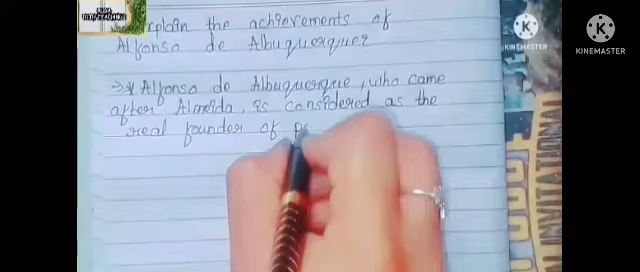 Explain the achievements of
Alfonso de Albuquerquer?
→* Alfonso de Albuquerque, who came
after Almeida, is considered as the
real founder of p
KINEMASTER
KINEMASTER